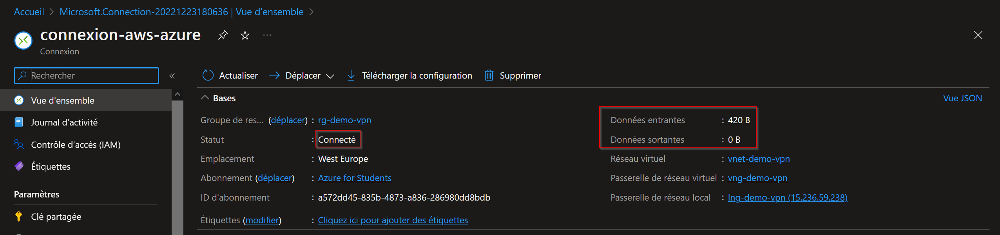 Accueil > Microsoft.Connection-20221223180636 | Vue d'ensemble >
connexion-aws-azure ...
Connexion
Rechercher «
Actualiser Déplacer Télécharger la configuration Supprimer
Vue d'ensemble
Journal d’activité
Contrôle d’accès (IAM)
Étiquettes
Paramètres
Clé partagée
Bases Vue JSON
Groupe de res... (déplacer) : rg-demo-vpn
Statut : Connecté
Emplacement : West Europe
Abonnement (déplacer) : Azure for Students
ID d'abonnement : a572dd45-835b-4873-a836-286980dd8bdb
Étiquettes (modifier) : Cliquez ici pour ajouter des étiquettes
Données entrantes : 420 B
Données sortantes : 0 B
Réseau virtuel : vnet-demo-vpn
Passerelle de réseau virtuel : vng-demo-vpn
Passerelle de réseau local : lng-demo-vpn (15.236.59.238)